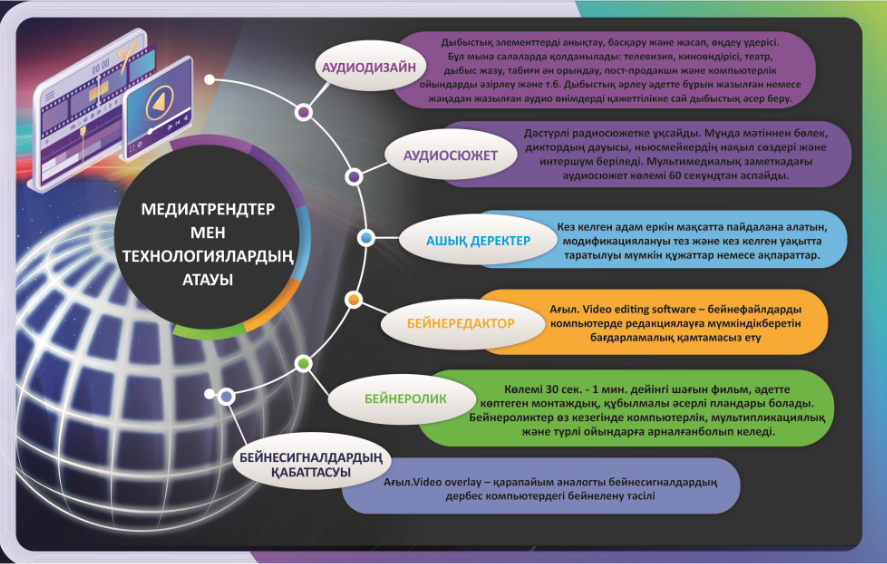 МЕДИАТРЕНДТЕР
МЕН
ТЕХНОЛОГИЯЛАРДЫҢ
АТАУЫ
АУДИОДИЗАЙН
Дыбыстық элементтерді анықтау, басқару және жасап, өңдеу үдерісі.
Бұл мына салаларда қолданылады: телевизия, киноөндірісі, театр,
дыбыс жазу, табиғи ән орындау, пост-продакшн және компьютерлік
ойындарды әзірлеу және т.б. Дыбыстық әрлеу әдетте бұрын жазылған немесе
жаңадан жазылған аудио өнімдерді қажеттілікке сай дыбыстық әсер беру.
АУДИОСЮЖЕТ
Дәстүрлі радиосюжетке ұқсайды. Мұнда мәтіннен бөлек,
диктордың дауысы, ньюсмейкердің нақыл сөздері және
интершум беріледі. Мультимедиалық заметкадағы
аудиосюжет көлемі 60 секундтан аспайды.
АШЫҚ ДЕРЕКТЕР
Кез келген адам еркін мақсатта пайдалана алатын,
модификациялануы тез және кез келген уақытта
таратылуы мүмкін құжаттар немесе ақпараттар.
БЕЙНЕРЕДАКТОР
Ағыл. Video editing software – бейнефайлдарды
компьютерде редакциялауға мүмкіндікберетін
бағдарламалық қамтамасыз ету
БЕЙНЕРОЛИК
Көлемі 30 сек. - 1 мин. дейінгі шағын фильм, әдетте
көптеген монтаждық, құбылмалы әсерлі пландары болады.
Бейнероликтер өз кезегінде компьютерлік, мультипликациялық
және түрлі ойындарға арналғанболып келеді.
БЕЙНЕСИГНАЛДАРДЫҢ
ҚАБАТТАСУЫ
Ағыл.Video overlay – қарапайым аналогты бейнесигналдардың
дербес компьютердегі бейнелену тәсілі